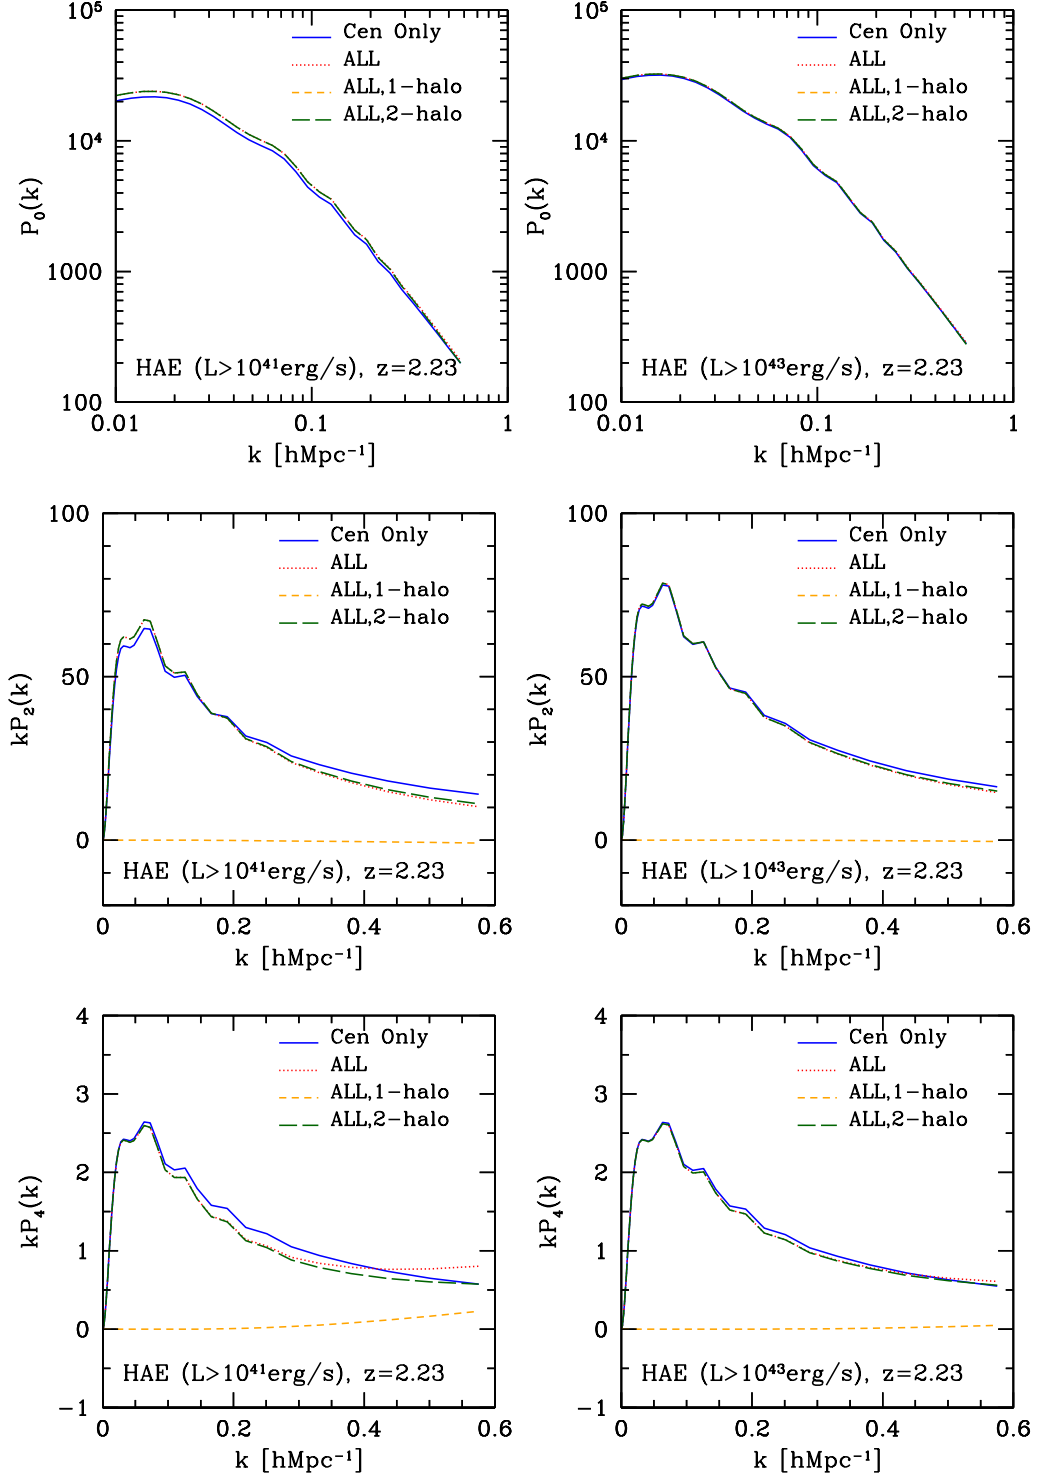 10⁵
10⁴
1000
100
P₀(k)
Cen Only
ALL
ALL,1-halo
ALL,2-halo
HAE (L>10⁴¹erg/s), z=2.23
0.01
0.1
1
k [hMpc⁻¹]
10⁵
10⁴
1000
100
P₀(k)
Cen Only
ALL
ALL,1-halo
ALL,2-halo
HAE (L>10⁴³erg/s), z=2.23
0.01
0.1
1
k [hMpc⁻¹]
100
50
0
kP₂(k)
Cen Only
ALL
ALL,1-halo
ALL,2-halo
HAE (L>10⁴¹erg/s), z=2.23
0
0.2
0.4
0.6
k [hMpc⁻¹]
100
50
0
kP₂(k)
Cen Only
ALL
ALL,1-halo
ALL,2-halo
HAE (L>10⁴³erg/s), z=2.23
0
0.2
0.4
0.6
k [hMpc⁻¹]
4
3
2
1
0
−1
kP₄(k)
Cen Only
ALL
ALL,1-halo
ALL,2-halo
HAE (L>10⁴¹erg/s), z=2.23
0
0.2
0.4
0.6
k [hMpc⁻¹]
4
3
2
1
0
−1
kP₄(k)
Cen Only
ALL
ALL,1-halo
ALL,2-halo
HAE (L>10⁴³erg/s), z=2.23
0
0.2
0.4
0.6
k [hMpc⁻¹]